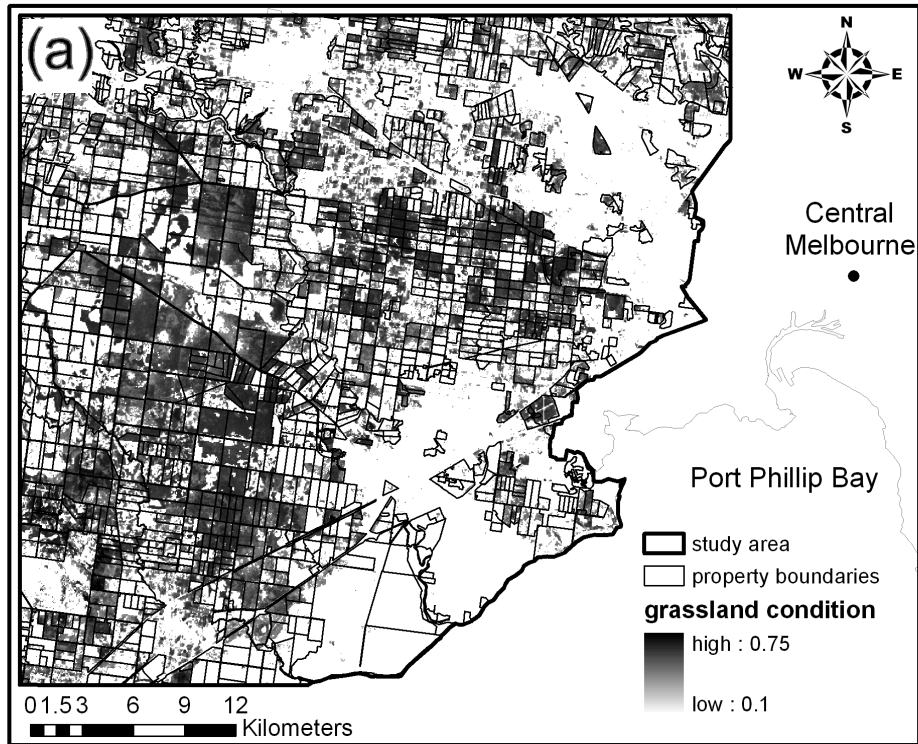 (a)
N
W E
S
Central
Melbourne
Port Phillip Bay
study area
property boundaries
grassland condition
high : 0.75
low : 0.1
0 1.5 3 6 9 12
Kilometers